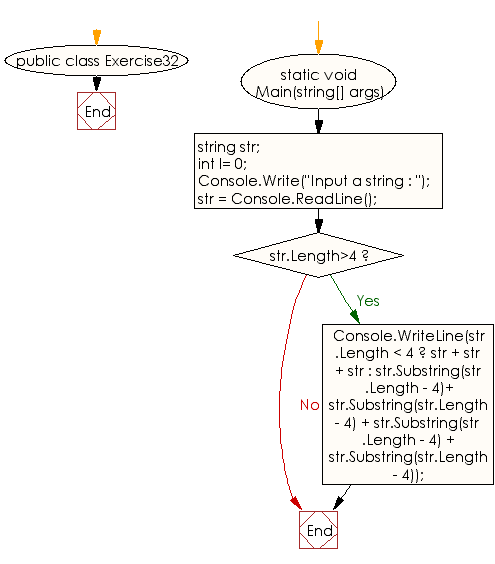 public class Exercise32
End
static void
Main(string[] args)
string str;
int l= 0;
Console.Write("Input a string : ");
str = Console.ReadLine();
str.Length>4 ?
Yes
Console.WriteLine(str
.Length < 4 ? str + str
+ str : str.Substring(str
.Length - 4)+
str.Substring(str.Length
- 4) + str.Substring(str
.Length - 4) +
str.Substring(str.Length
- 4));
No
End